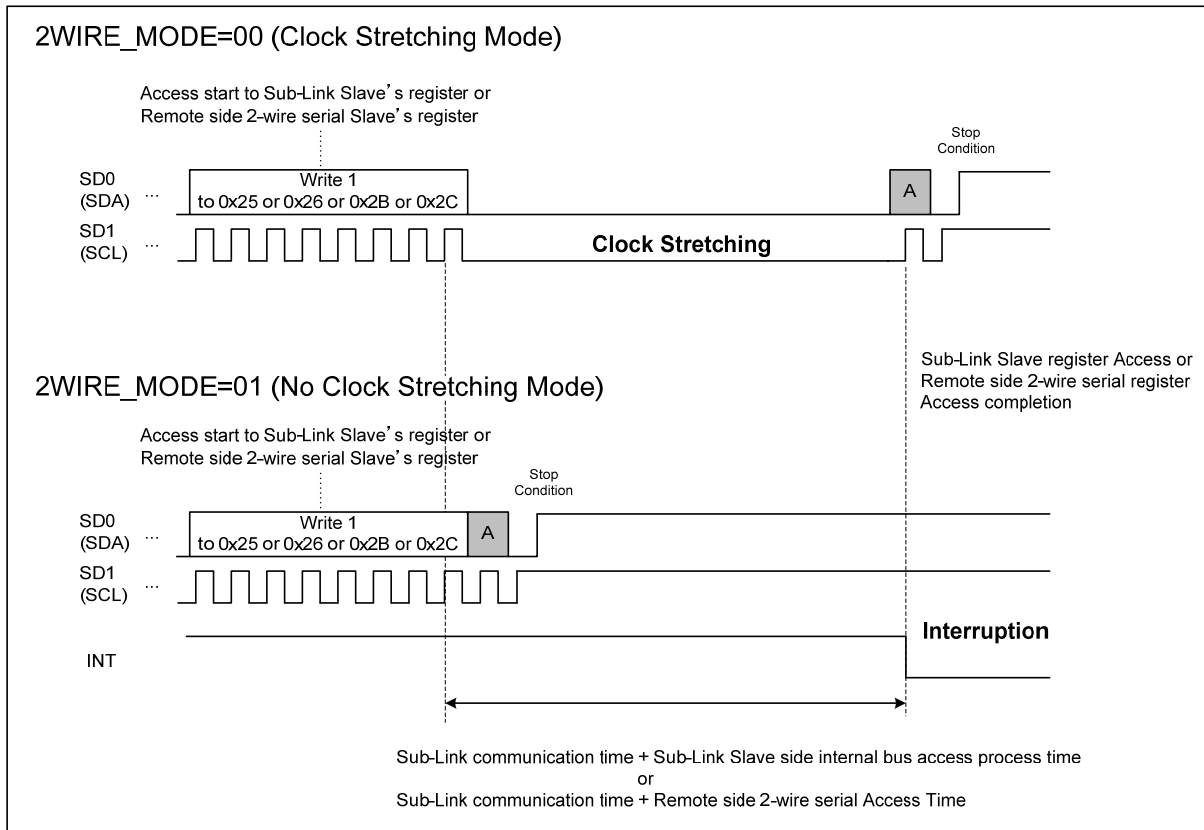 2WIRE_MODE=00 (Clock Stretching Mode)
Access start to Sub-Link Slave's register or
Remote side 2-wire serial Slave's register
Stop
Condition
SD0
(SDA) ...
Write 1
to 0x25 or 0x26 or 0x2B or 0x2C
A
SD1
(SCL) ...
Clock Stretching
Sub-Link Slave register Access or
Remote side 2-wire serial register
Access completion
2WIRE_MODE=01 (No Clock Stretching Mode)
Access start to Sub-Link Slave's register or
Remote side 2-wire serial Slave's register
Stop
Condition
SD0
(SDA) ...
Write 1
to 0x25 or 0x26 or 0x2B or 0x2C
A
SD1
(SCL) ...
Interruption
INT
Sub-Link communication time + Sub-Link Slave side internal bus access process time
or
Sub-Link communication time + Remote side 2-wire serial Access Time